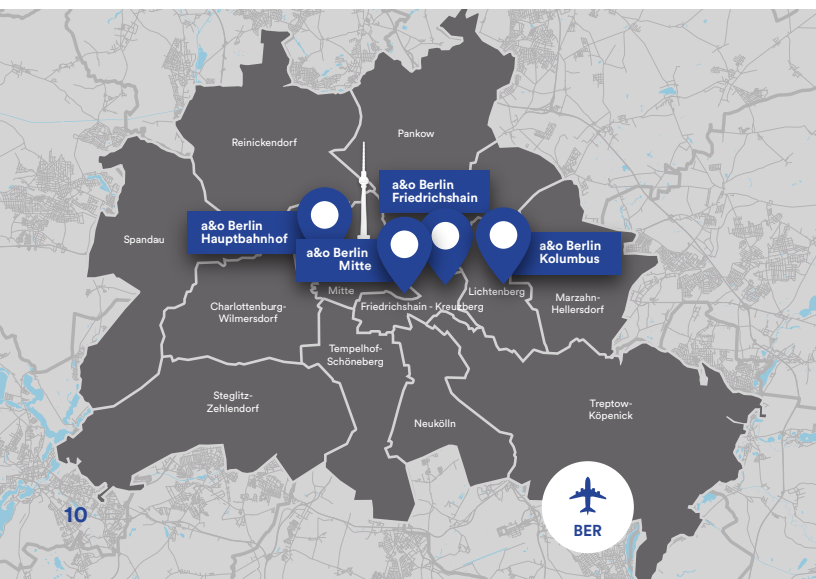 Reinickendorf
Pankow
a&o Berlin
Friedrichshain
a&o Berlin
Hauptbahnhof
Spandau
a&o Berlin
Mitte
a&o Berlin
Kolumbus
Mitte
Lichtenberg
Marzahn-
Hellersdorf
Charlottenburg-
Wilmersdorf
Friedrichshain - Kreuzberg
Tempelhof-
Schöneberg
Steglitz-
Zehlendorf
Treptow-
Köpenick
Neukölln
10
BER